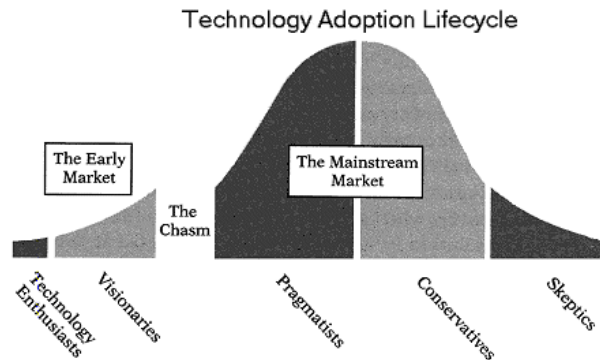 Technology Adoption Lifecycle
The Early
Market
The Mainstream
Market
The
Chasm
Technology
Enthusiasts
Visionaries
Pragmatists
Conservatives
Skeptics